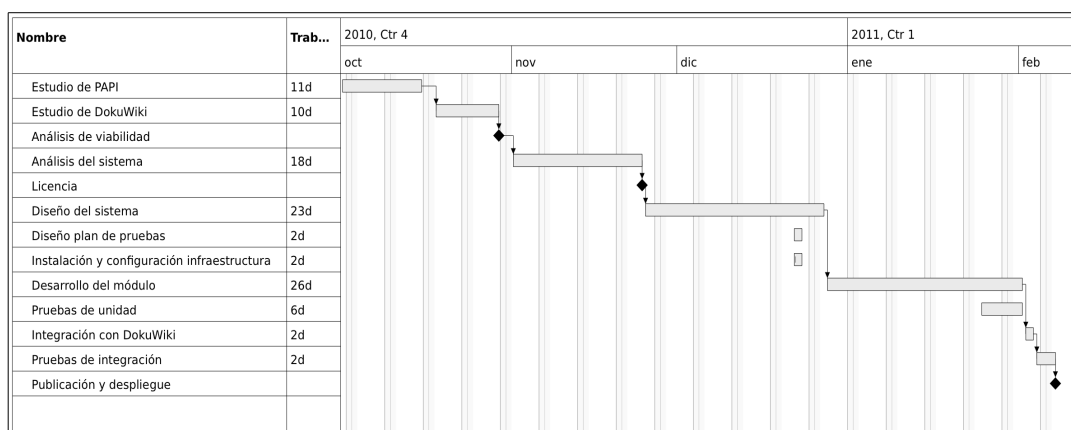 Nombre Trab... 2010, Ctr 4 2011, Ctr 1
oct nov dic ene feb
Estudio de PAPI 11d
Estudio de DokuWiki 10d
Análisis de viabilidad
Análisis del sistema 18d
Licencia
Diseño del sistema 23d
Diseño plan de pruebas 2d
Instalación y configuración infraestructura 2d
Desarrollo del módulo 26d
Pruebas de unidad 6d
Integración con DokuWiki 2d
Pruebas de integración 2d
Publicación y despliegue